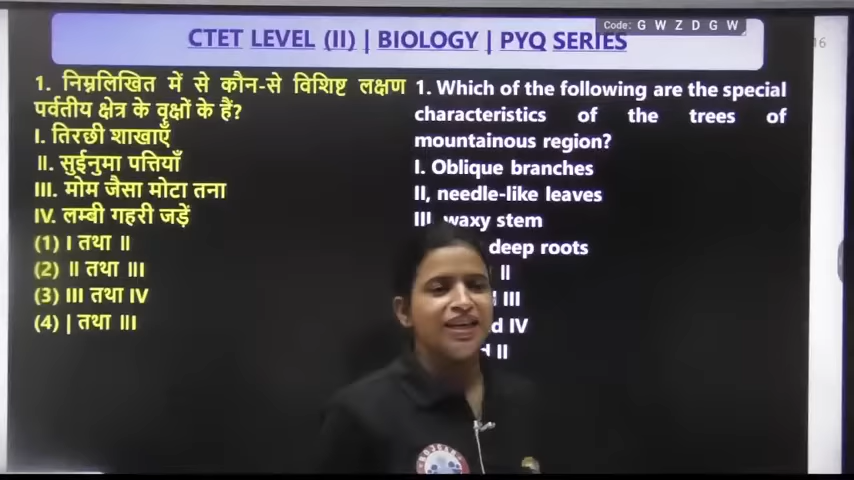 Code: G W Z D G W
CTET LEVEL (II) | BIOLOGY | PYQ SERIES
16
1. निम्नलिखित में से कौन-से विशिष्ट लक्षण
पर्वतीय क्षेत्र के वृक्षों के हैं?
I. तिरछी शाखाएँ
II. सुईनुमा पत्तियाँ
III. मोम जैसा मोटा तना
IV. लम्बी गहरी जड़ें
(1) I तथा II
(2) II तथा III
(3) III तथा IV
(4) | तथा III
1. Which of the following are the special
characteristics of the trees of
mountainous region?
I. Oblique branches
II, needle-like leaves
III. waxy stem
deep roots
II
III
d IV
II